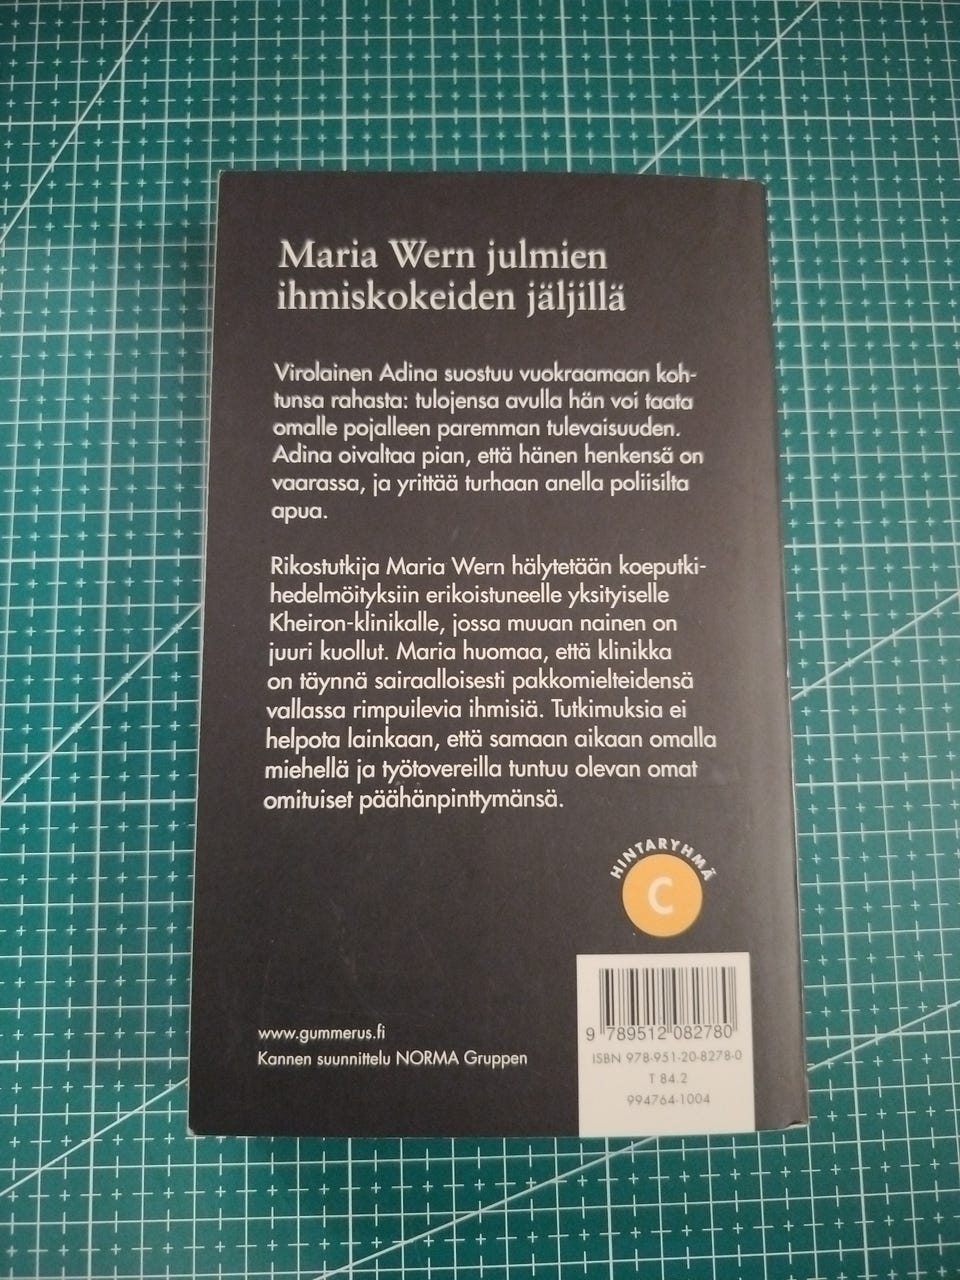 Maria Wern julmien
ihmiskokeiden jäljillä
Virolainen Adina suostuu vuokraamaan koh-
tunsa rahasta: tulojensa avulla hän voi taata
omalle pojalleen paremman tulevaisuuden.
Adina oivaltaa pian, että hänen henkensä on
vaarassa, ja yrittää turhaan anella poliisilta
apua.
Rikostutkija Maria Wern hälytetään koeputki-
hedelmöityksiin erikoistuneelle yksityiselle
Kheiron-klinikalle, jossa muuan nainen on
juuri kuollut. Maria huomaa, että klinikka
on täynnä sairaalloisesti pakkomielteidensä
vallassa rimpuilevia ihmisiä. Tutkimuksia ei
helpota lainkaan, että samaan aikaan omalla
miehellä ja työtovereilla tuntuu olevan omat
omituiset päähänpinttymänsä.
HINTARYHMÄ
C
www.gummerus.fi
Kannen suunnittelu NORMA Gruppen
9 789512 082780
ISBN 978-951-20-8278-0
T 84.2
994764-1004